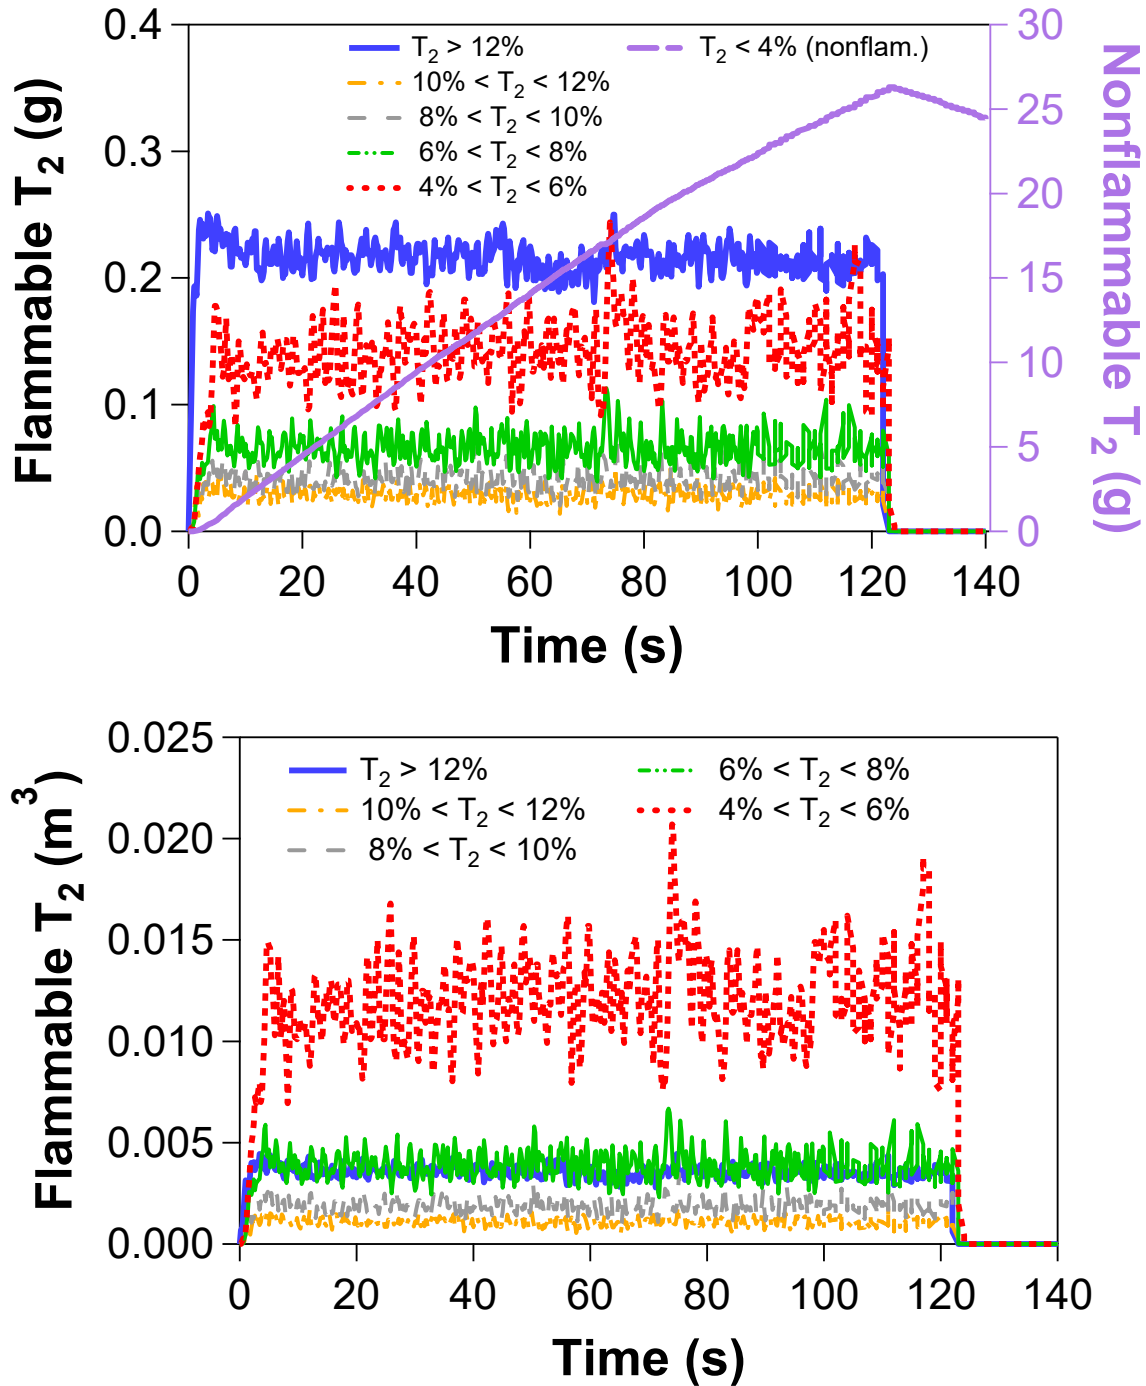 0.4
0.3
0.2
0.1
0.0
Flammable T2 (g)
T2 > 12%
10% < T2 < 12%
8% < T2 < 10%
6% < T2 < 8%
4% < T2 < 6%
T2 < 4% (nonflam.)
30
25
20
15
10
5
0
Nonflammable T2 (g)
0 20 40 60 80 100 120 140
Time (s)
0.025
0.020
0.015
0.010
0.005
0.000
Flammable T2 (m3)
T2 > 12%
10% < T2 < 12%
8% < T2 < 10%
6% < T2 < 8%
4% < T2 < 6%
0 20 40 60 80 100 120 140
Time (s)